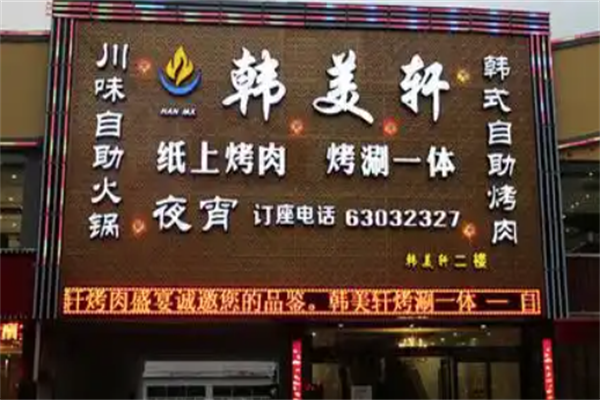 川味自助火锅
HAN MX
韩美轩
韩式自助烤肉
纸上烤肉 烤涮一体
夜宵 订座电话 63032327
韩美轩二楼
轩烤肉盛宴诚邀您的品鉴。韩美轩烤涮一体 — 自